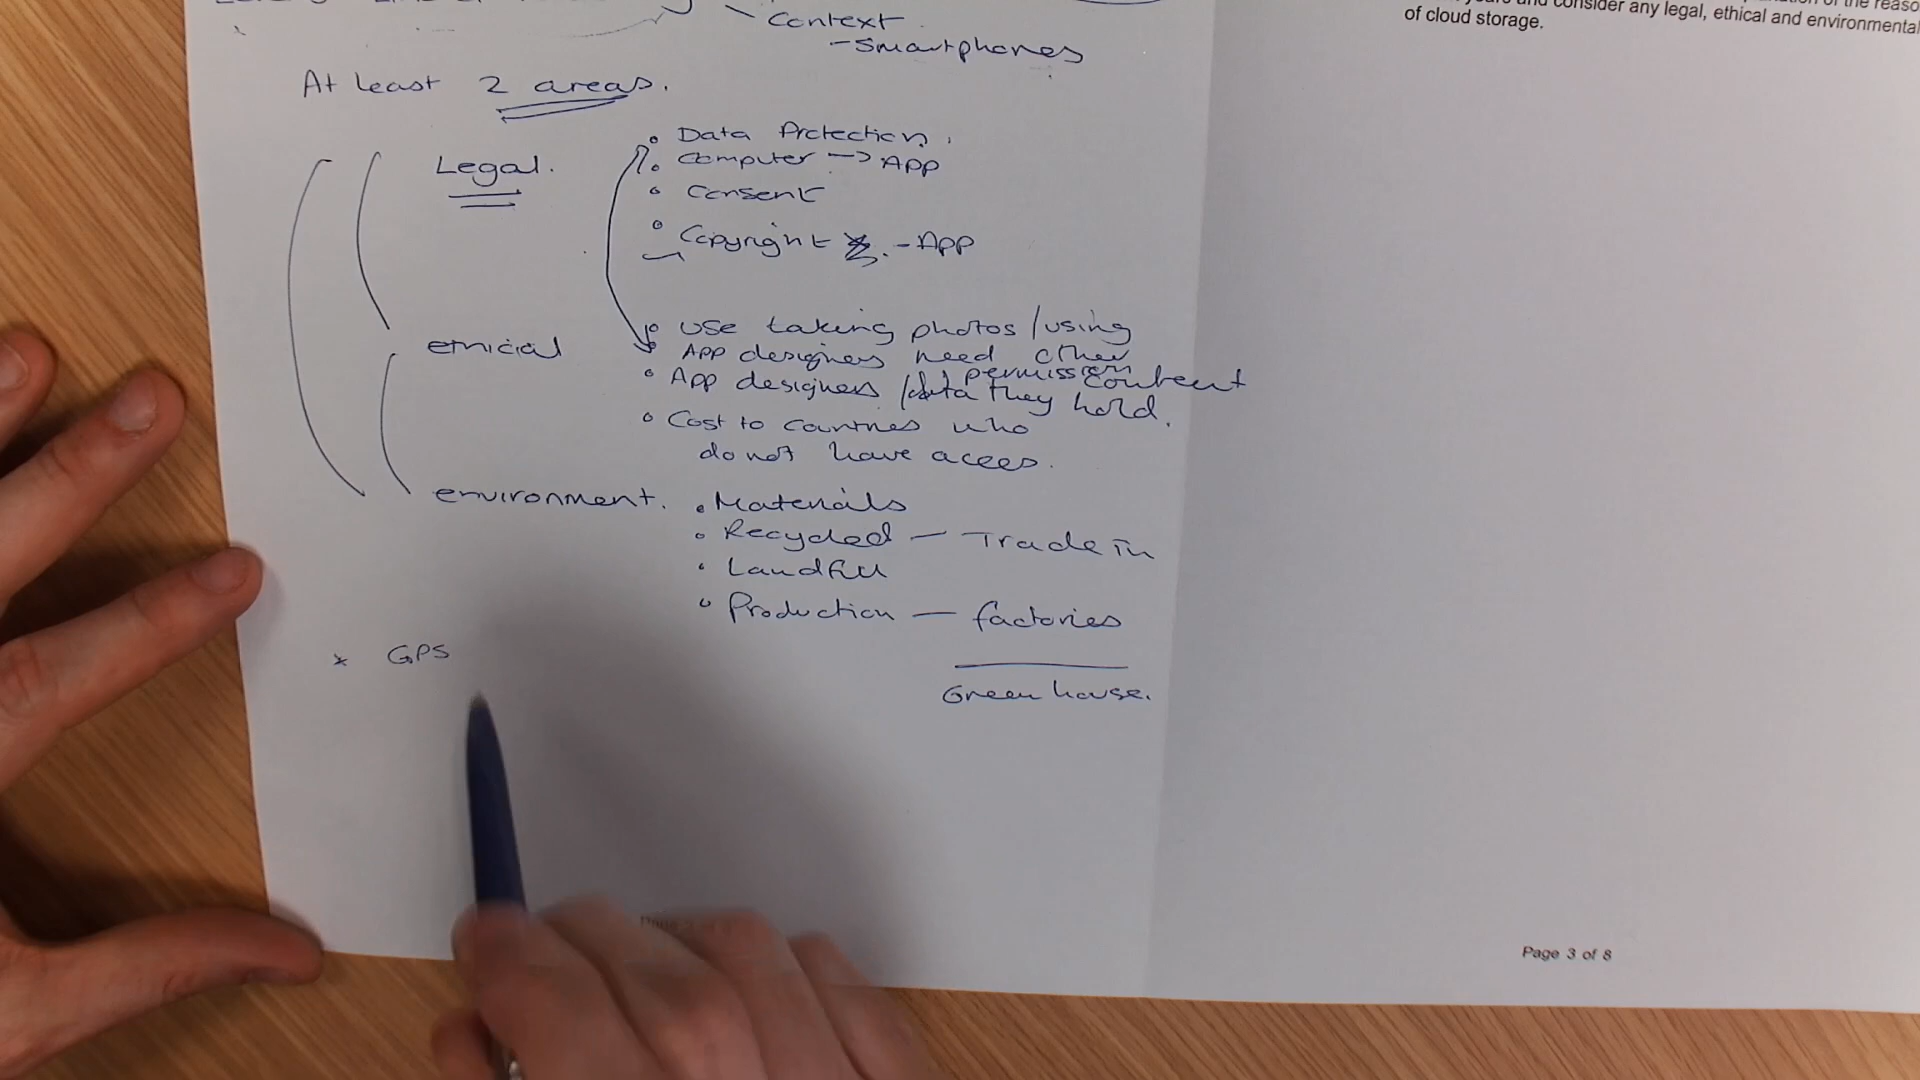 Context
- smartphones
At least 2 areas.
Legal.
• Data Protection.
• Computer -> App
• Consent
• Copyright - App
ethicial
• use taking photos / using
• App designers need other
permission content
• App designers / data they hold.
• Cost to countries who
do not have acces.
environment.
• Materials
• Recycled - Trade in
• Landfill
• Production - factories
Green house.
* GPS
and consider any legal, ethical and environmental
of cloud storage.
Page 3 of 8